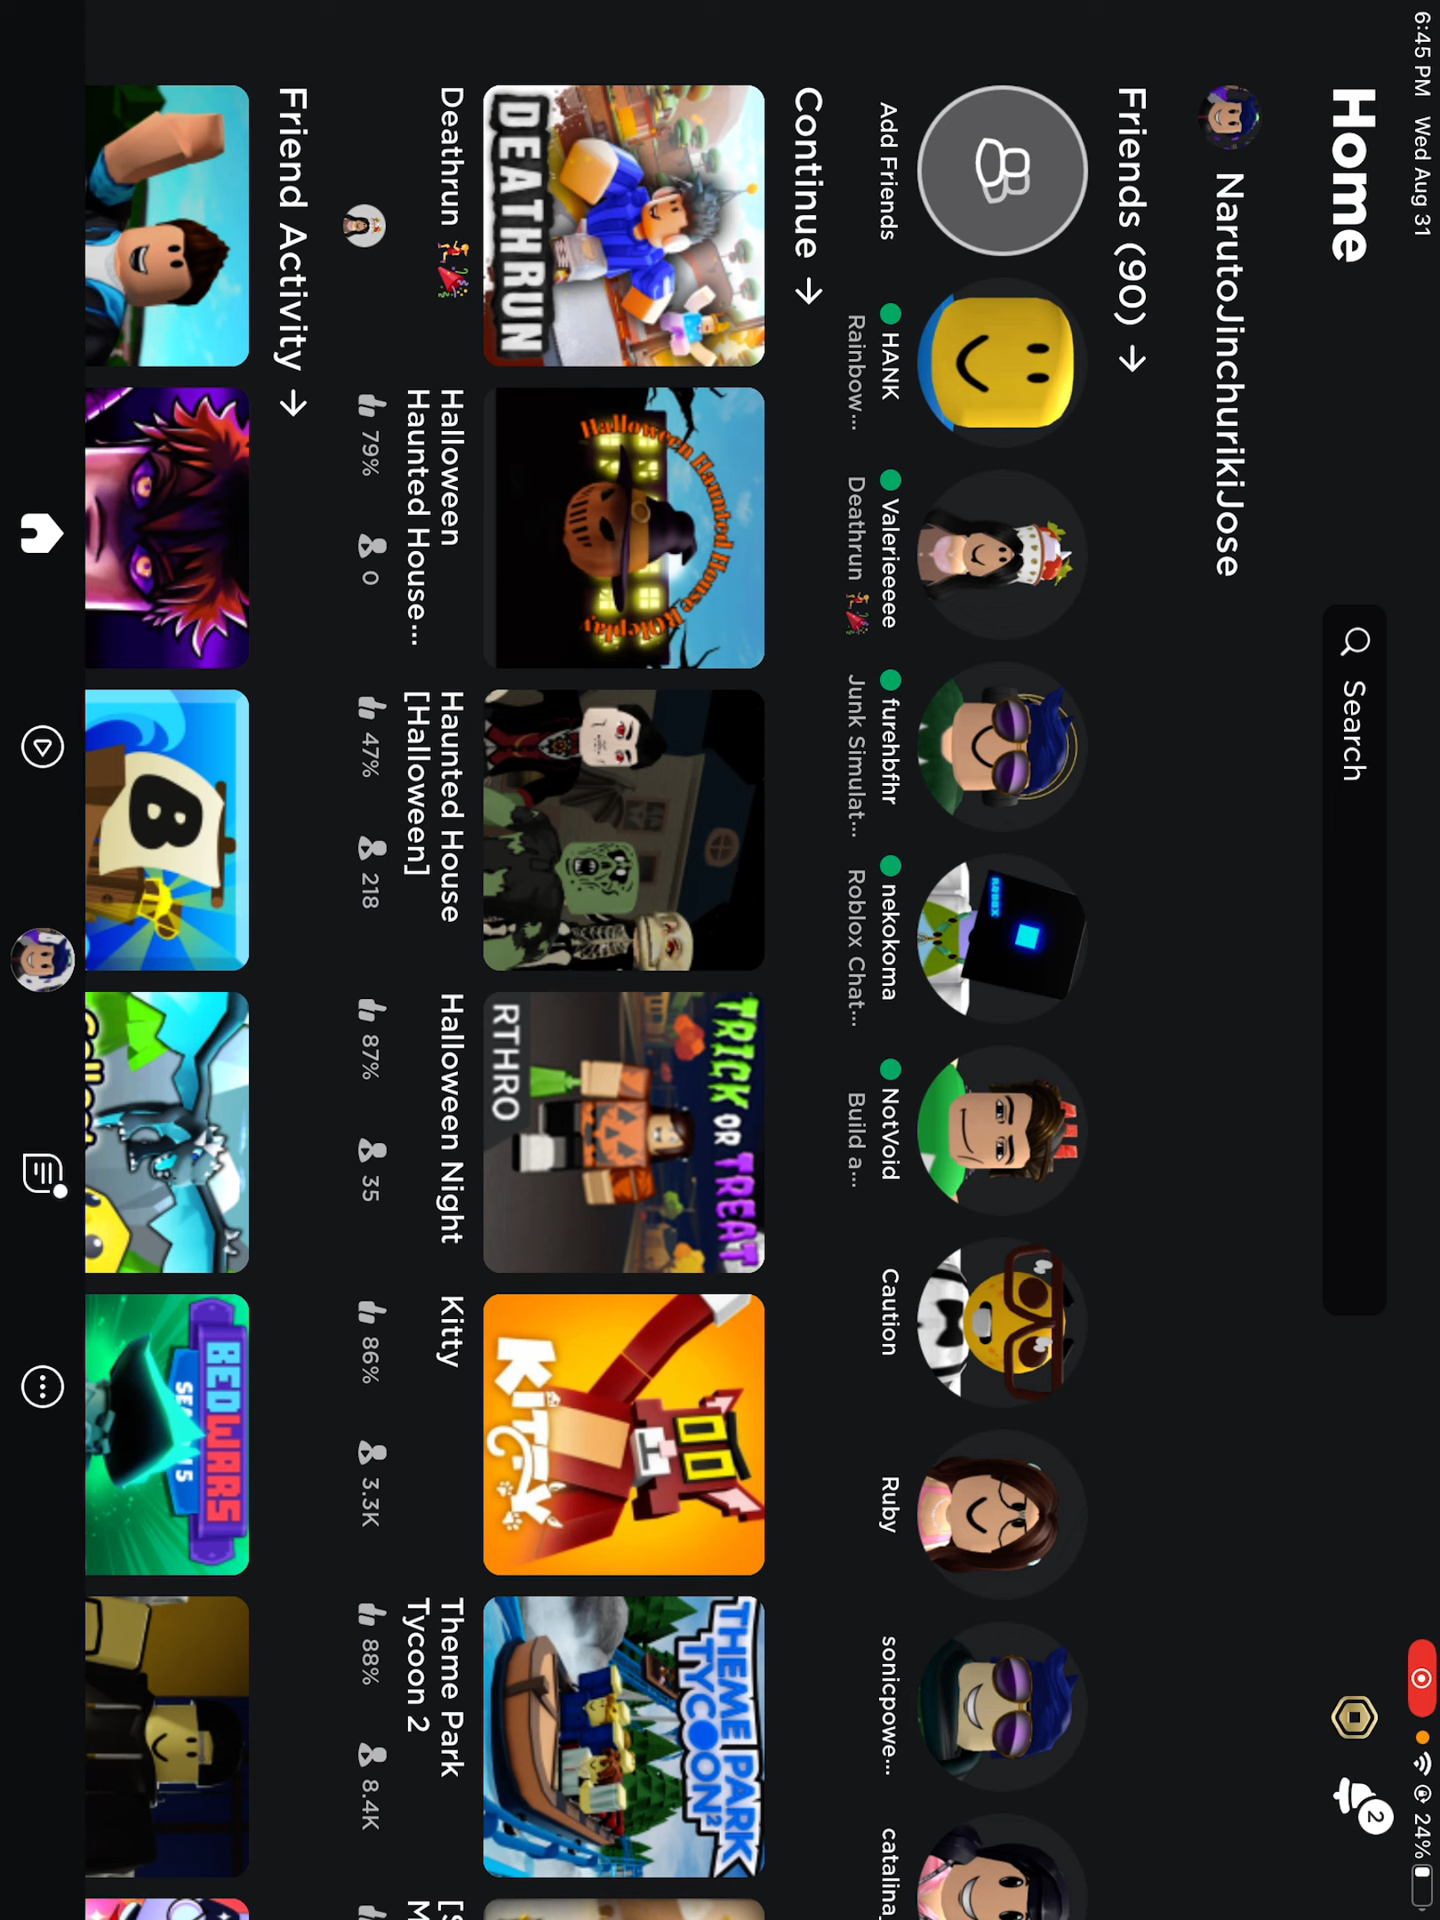 6:45 PM Wed Aug 31
24%
Home
Search
2
NarutoJinchurikiJose
Friends (90) →
Add Friends
HANK
Rainbow...
Valerieeeee
Deathrun
furehbfhr
Junk Simulat...
nekokoma
Roblox Chat...
NotVoid
Build a...
Caution
Ruby
sonicpowe...
catalina_
ROBLOX
Continue →
DEATHRUN
Halloween Haunted House Roleplay
TRICK OR TREAT
RTHRO
KITTY
THEME PARK
TYCOON 2
Deathrun
Halloween
Haunted House...
79% 0
Haunted House
[Halloween]
47% 218
Halloween Night
87% 35
Kitty
86% 3.3K
Theme Park
Tycoon 2
88% 8.4K
Friend Activity →
B
BEDWARS